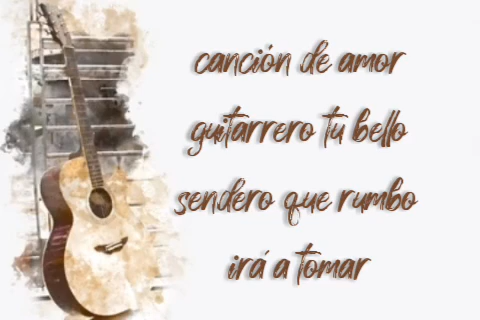 canción de amor
guitarrero tu bello
sendero que rumbo
irá a tomar